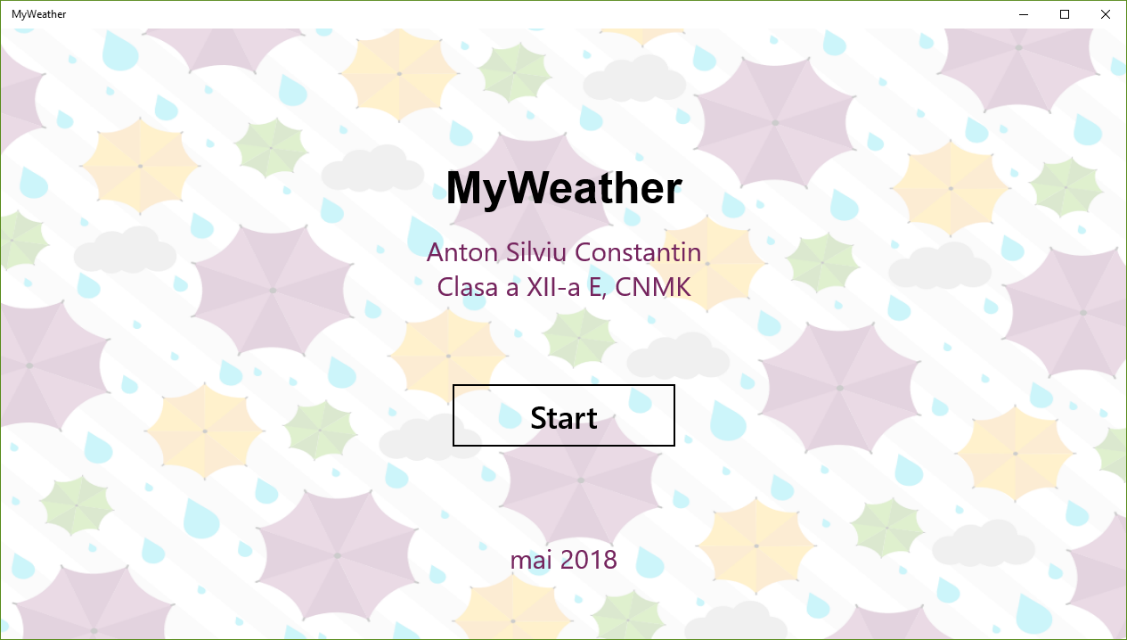 MyWeather
MyWeather
Anton Silviu Constantin
Clasa a XII-a E, CNMK
Start
mai 2018